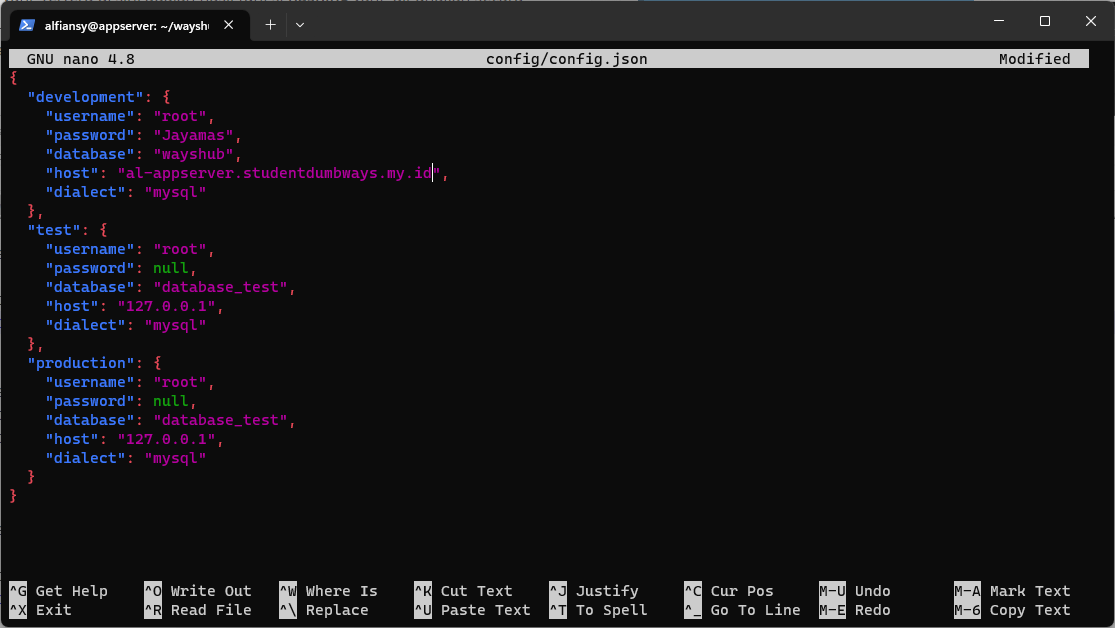 alfiansy@appserver: ~/wayshu
GNU nano 4.8 config/config.json Modified
{
  "development": {
    "username": "root",
    "password": "Jayamas",
    "database": "wayshub",
    "host": "al-appserver.studentdumbways.my.id",
    "dialect": "mysql"
  },
  "test": {
    "username": "root",
    "password": null,
    "database": "database_test",
    "host": "127.0.0.1",
    "dialect": "mysql"
  },
  "production": {
    "username": "root",
    "password": null,
    "database": "database_test",
    "host": "127.0.0.1",
    "dialect": "mysql"
  }
}
^G Get Help ^O Write Out ^W Where Is ^K Cut Text ^J Justify ^C Cur Pos M-U Undo M-A Mark Text
^X Exit ^R Read File ^\ Replace ^U Paste Text ^T To Spell ^_ Go To Line M-E Redo M-6 Copy Text